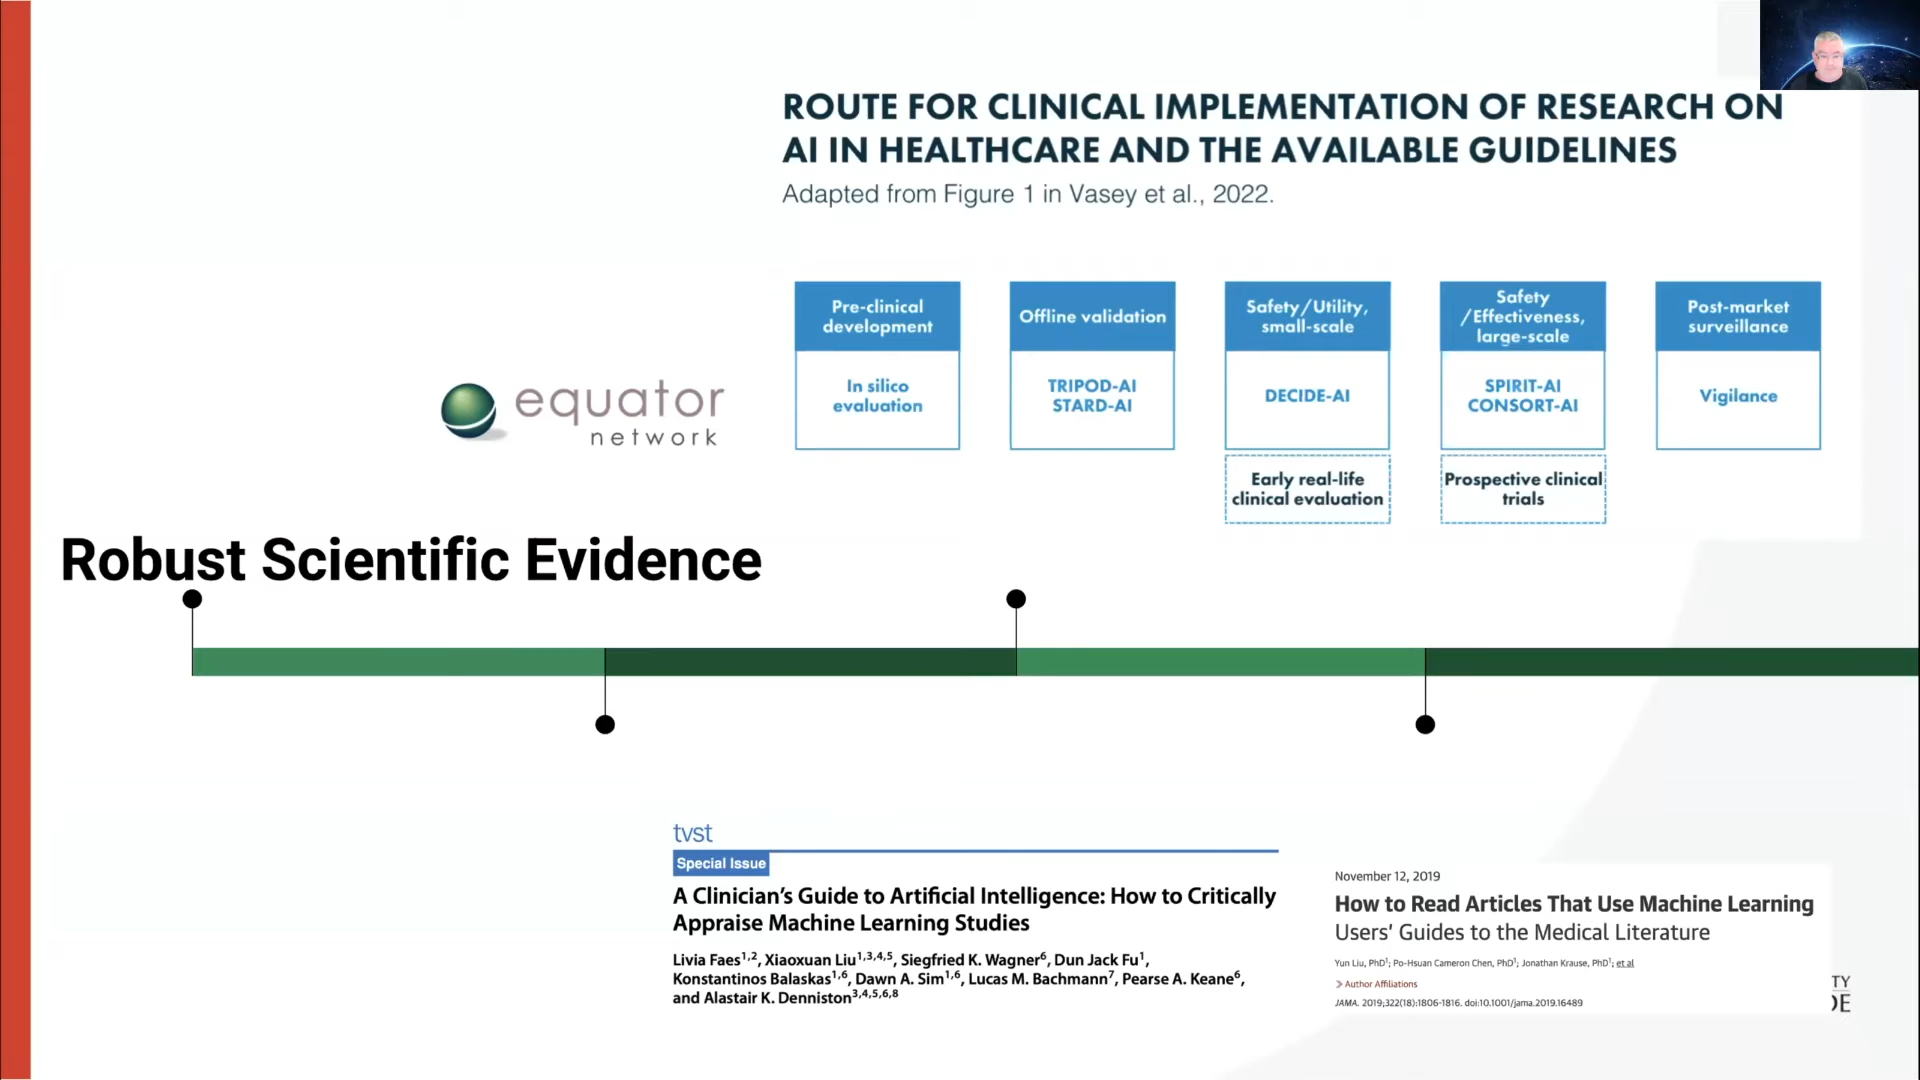 ROUTE FOR CLINICAL IMPLEMENTATION OF RESEARCH ON
AI IN HEALTHCARE AND THE AVAILABLE GUIDELINES
Adapted from Figure 1 in Vasey et al., 2022.
Pre-clinical
development
In silico
evaluation
Offline validation
TRIPOD-AI
STARD-AI
Safety/Utility,
small-scale
DECIDE-AI
Early real-life
clinical evaluation
Safety
/Effectiveness,
large-scale
SPIRIT-AI
CONSORT-AI
Prospective clinical
trials
Post-market
surveillance
Vigilance
equator
network
Robust Scientific Evidence
tvst
Special Issue
A Clinician's Guide to Artificial Intelligence: How to Critically
Appraise Machine Learning Studies
Livia Faes1,2, Xiaoxuan Liu1,3,4,5, Siegfried K. Wagner6, Dun Jack Fu1,
Konstantinos Balaskas1,6, Dawn A. Sim1,6, Lucas M. Bachmann7, Pearse A. Keane6,
and Alastair K. Denniston3,4,5,6,8
November 12, 2019
How to Read Articles That Use Machine Learning
Users' Guides to the Medical Literature
Yun Liu, PhD1; Po-Hsuan Cameron Chen, PhD1; Jonathan Krause, PhD1; et al
Author Affiliations
JAMA. 2019;322(18):1806-1816. doi:10.1001/jama.2019.16489
TY
DE